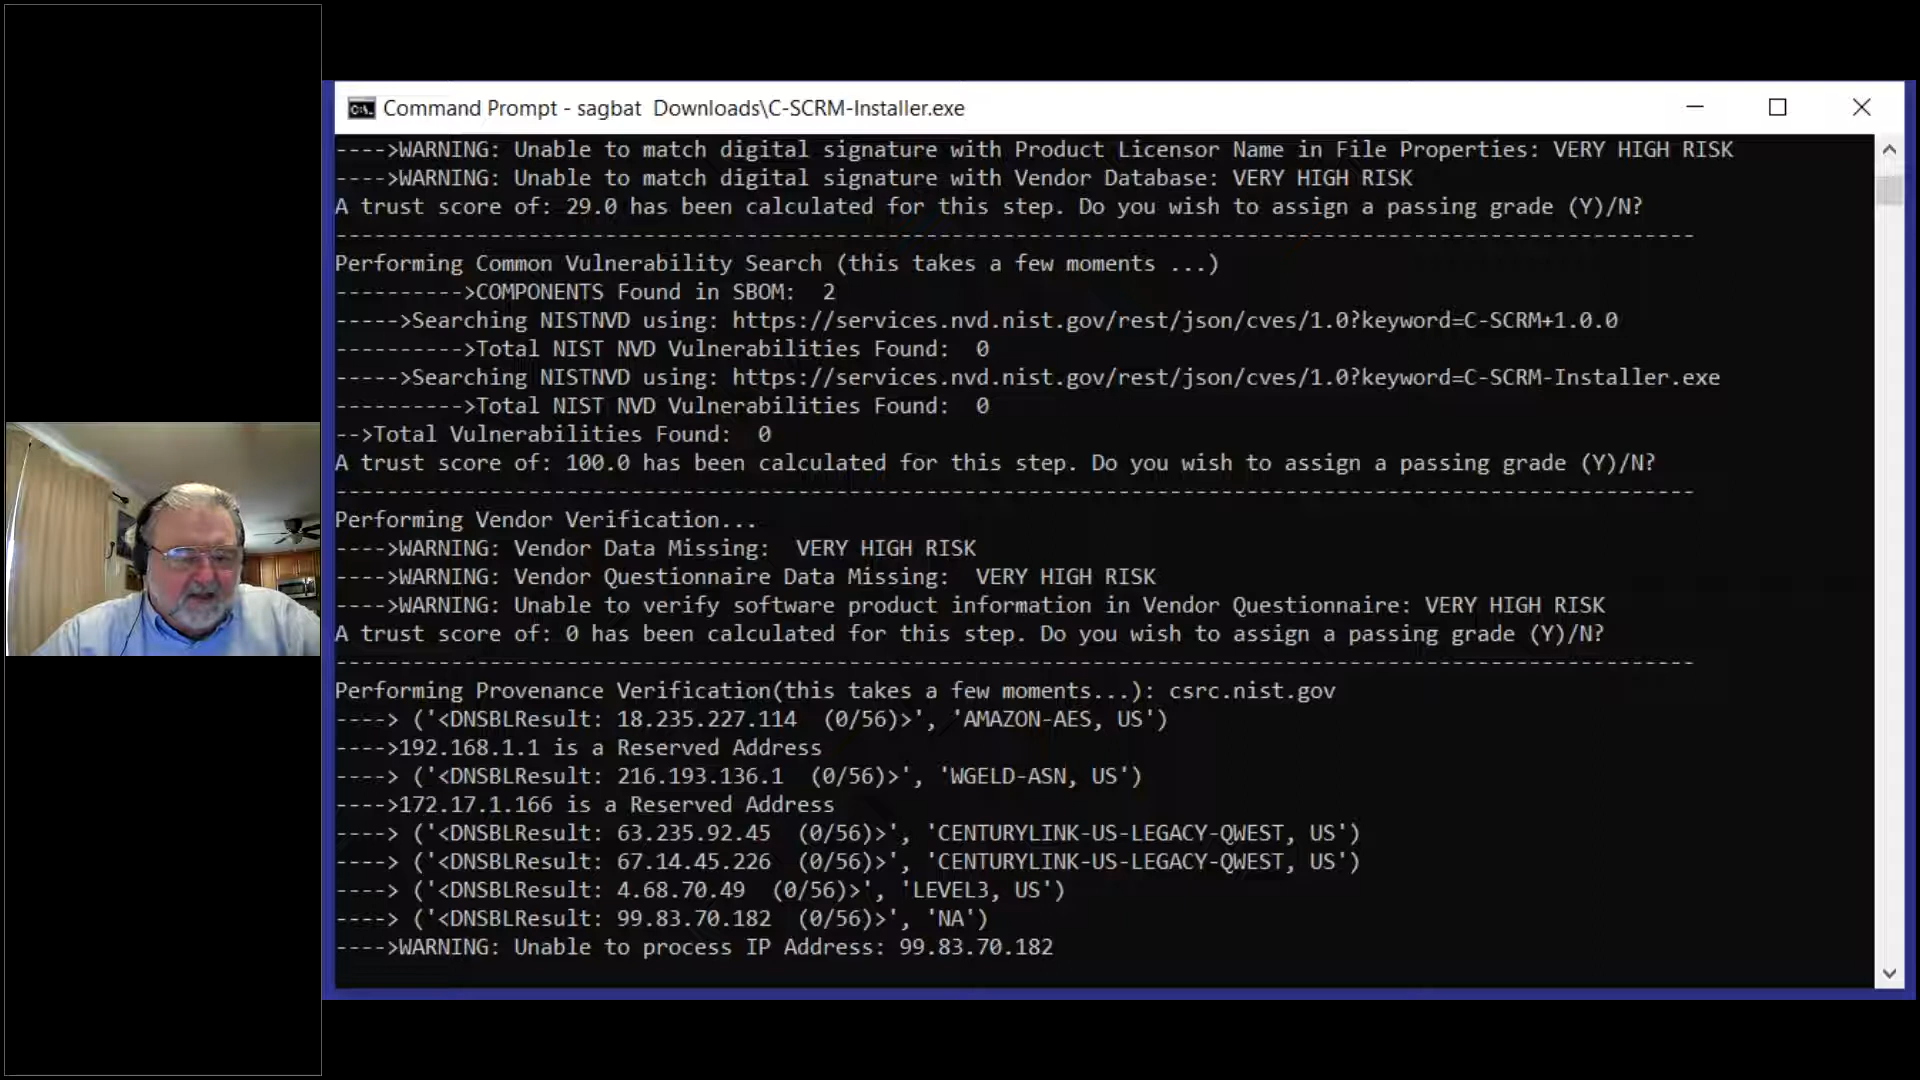 Command Prompt - sagbat  Downloads\C-SCRM-Installer.exe
---->WARNING: Unable to match digital signature with Product Licensor Name in File Properties: VERY HIGH RISK
---->WARNING: Unable to match digital signature with Vendor Database: VERY HIGH RISK
A trust score of: 29.0 has been calculated for this step. Do you wish to assign a passing grade (Y)/N?
----------------------------------------------------------------------------------------------------------
Performing Common Vulnerability Search (this takes a few moments ...)
---------->COMPONENTS Found in SBOM:  2
----->Searching NISTNVD using: https://services.nvd.nist.gov/rest/json/cves/1.0?keyword=C-SCRM+1.0.0
---------->Total NIST NVD Vulnerabilities Found:  0
----->Searching NISTNVD using: https://services.nvd.nist.gov/rest/json/cves/1.0?keyword=C-SCRM-Installer.exe
---------->Total NIST NVD Vulnerabilities Found:  0
-->Total Vulnerabilities Found:  0
A trust score of: 100.0 has been calculated for this step. Do you wish to assign a passing grade (Y)/N?
----------------------------------------------------------------------------------------------------------
Performing Vendor Verification...
---->WARNING: Vendor Data Missing:  VERY HIGH RISK
---->WARNING: Vendor Questionnaire Data Missing:  VERY HIGH RISK
---->WARNING: Unable to verify software product information in Vendor Questionnaire: VERY HIGH RISK
A trust score of: 0 has been calculated for this step. Do you wish to assign a passing grade (Y)/N?
----------------------------------------------------------------------------------------------------------
Performing Provenance Verification(this takes a few moments...): csrc.nist.gov
----> ('<DNSBLResult: 18.235.227.114  (0/56)>', 'AMAZON-AES, US')
---->192.168.1.1 is a Reserved Address
----> ('<DNSBLResult: 216.193.136.1  (0/56)>', 'WGELD-ASN, US')
---->172.17.1.166 is a Reserved Address
----> ('<DNSBLResult: 63.235.92.45  (0/56)>', 'CENTURYLINK-US-LEGACY-QWEST, US')
----> ('<DNSBLResult: 67.14.45.226  (0/56)>', 'CENTURYLINK-US-LEGACY-QWEST, US')
----> ('<DNSBLResult: 4.68.70.49  (0/56)>', 'LEVEL3, US')
----> ('<DNSBLResult: 99.83.70.182  (0/56)>', 'NA')
---->WARNING: Unable to process IP Address: 99.83.70.182